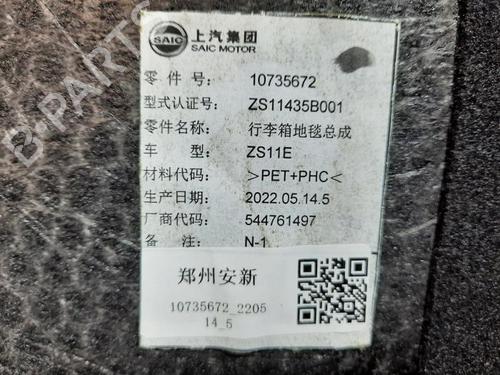 SAIC
上汽集团
SAIC MOTOR
零 件 号: 10735672
型式认证号: ZS11435B001
零件名称: 行李箱地毯总成
车 型: ZS11E
材料代码: >PET+PHC<
生产日期: 2022.05.14.5
厂商代码: 544761497
备 注: N-1
郑州安新
10735672_2205
14_5